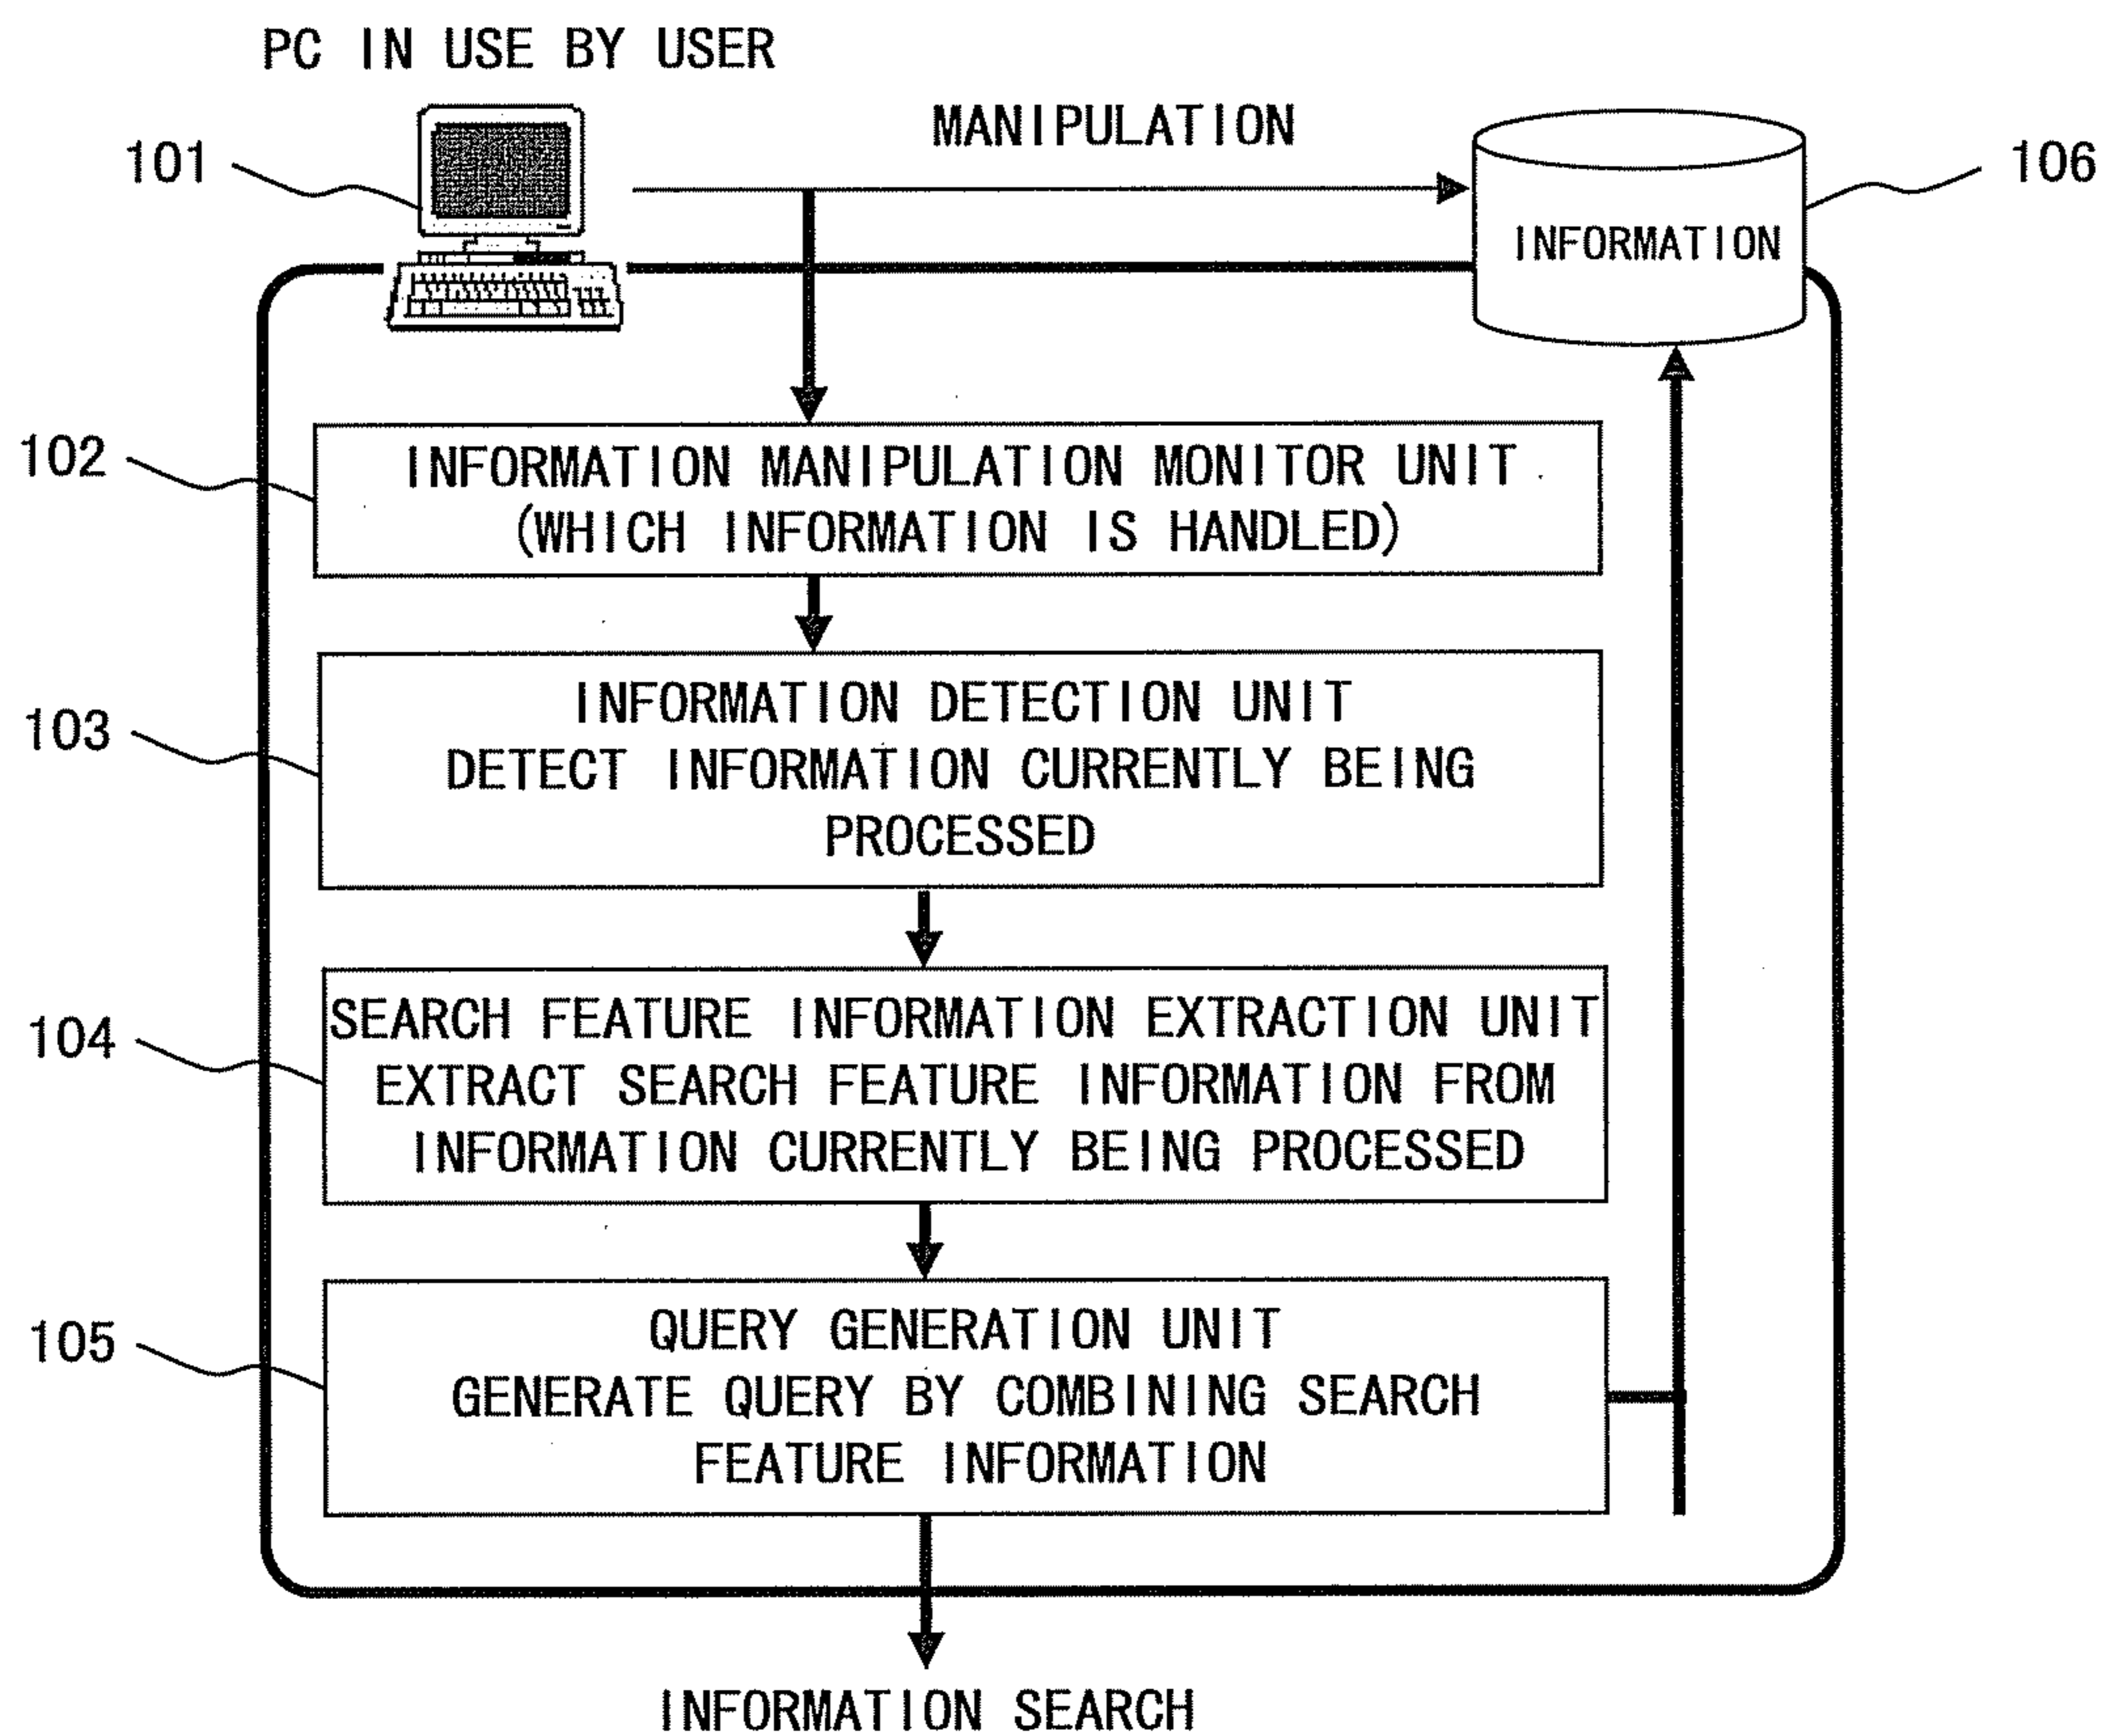 PC IN USE BY USER
MANIPULATION
101
106
INFORMATION
102
INFORMATION MANIPULATION MONITOR UNIT
(WHICH INFORMATION IS HANDLED)
103
INFORMATION DETECTION UNIT
DETECT INFORMATION CURRENTLY BEING
PROCESSED
104
SEARCH FEATURE INFORMATION EXTRACTION UNIT
EXTRACT SEARCH FEATURE INFORMATION FROM
INFORMATION CURRENTLY BEING PROCESSED
105
QUERY GENERATION UNIT
GENERATE QUERY BY COMBINING SEARCH
FEATURE INFORMATION
INFORMATION SEARCH